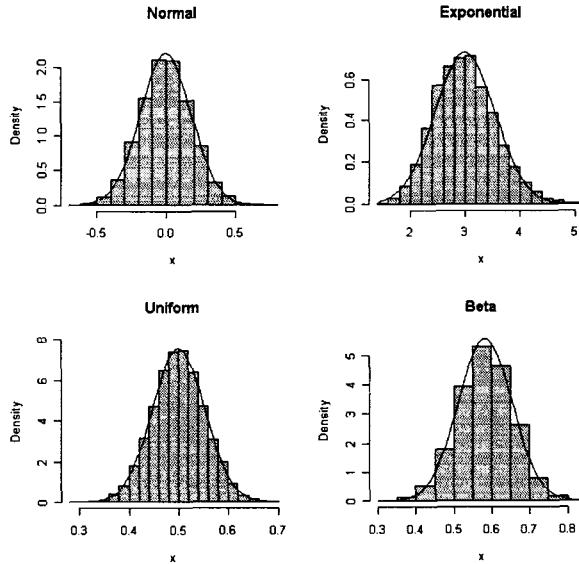 Normal
Density
0.0 0.5 1.0 1.5 2.0
-0.5 0.0 0.5
x
Exponential
Density
0.0 0.2 0.4 0.6
2 3 4 5
x
Uniform
Density
0 2 4 6 8
0.3 0.4 0.5 0.6 0.7
x
Beta
Density
0 1 2 3 4 5
0.3 0.4 0.5 0.6 0.7 0.8
x